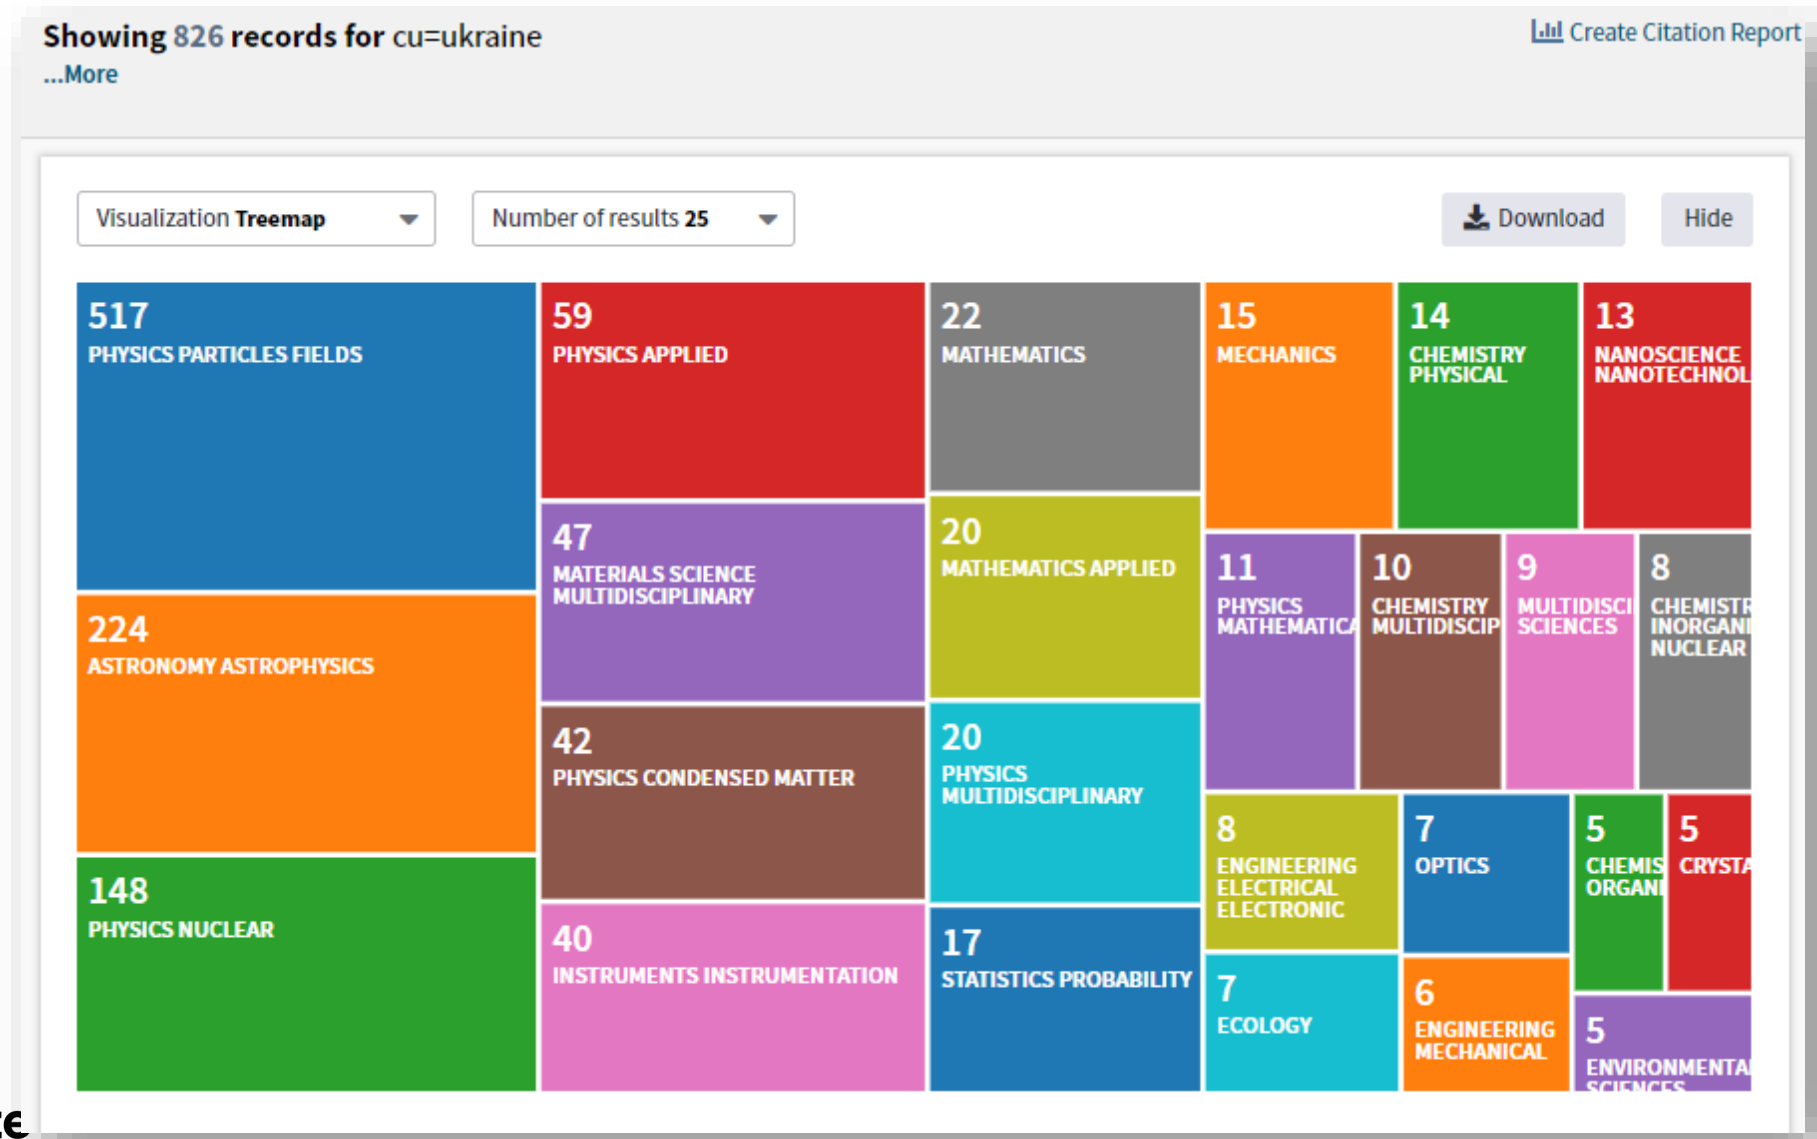 Showing 826 records for cu=ukraine
Create Citation Report
...More
Visualization Treemap
Number of results 25
Download
Hide
517
PHYSICS PARTICLES FIELDS
224
ASTRONOMY ASTROPHYSICS
148
PHYSICS NUCLEAR
59
PHYSICS APPLIED
47
MATERIALS SCIENCE
MULTIDISCIPLINARY
42
PHYSICS CONDENSED MATTER
40
INSTRUMENTS INSTRUMENTATION
22
MATHEMATICS
20
MATHEMATICS APPLIED
20
PHYSICS
MULTIDISCIPLINARY
17
STATISTICS PROBABILITY
15
MECHANICS
14
CHEMISTRY
PHYSICAL
13
NANOSCIENCE
NANOTECHNOL
11
PHYSICS
MATHEMATICA
10
CHEMISTRY
MULTIDISCIP
9
MULTIDISCI
SCIENCES
8
CHEMISTR
INORGANI
NUCLEAR
8
ENGINEERING
ELECTRICAL
ELECTRONIC
7
OPTICS
5
CHEMIS
ORGANI
5
CRYSTA
7
ECOLOGY
6
ENGINEERING
MECHANICAL
5
ENVIRONMENTA
SCIENCES
te